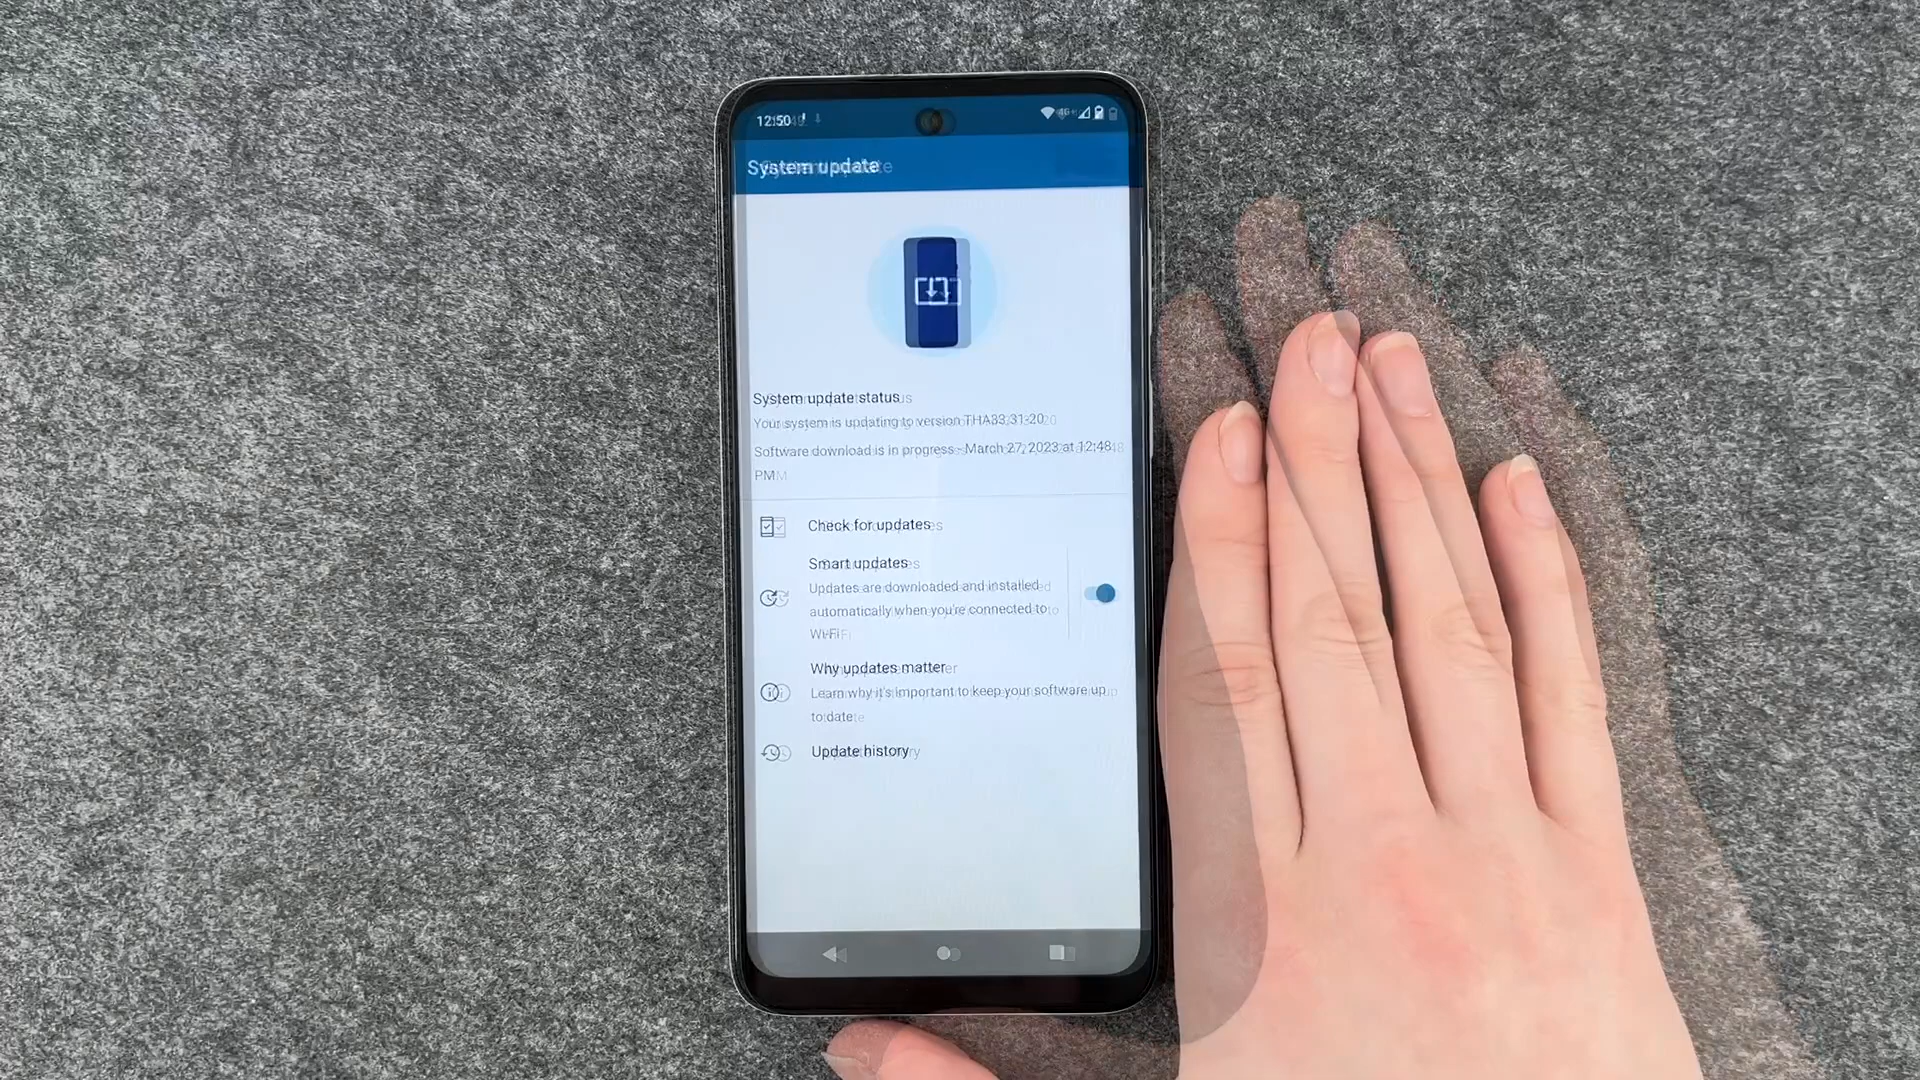 12:50
4G+
System update
System update status
Your system is updating to version THA33.31-20
Software download is in progress - March 27, 2023 at 12:48
PM
Check for updates
Smart updates
Updates are downloaded and installed
automatically when you're connected to
Wi-Fi
Why updates matter
Learn why it's important to keep your software up
to date
Update history